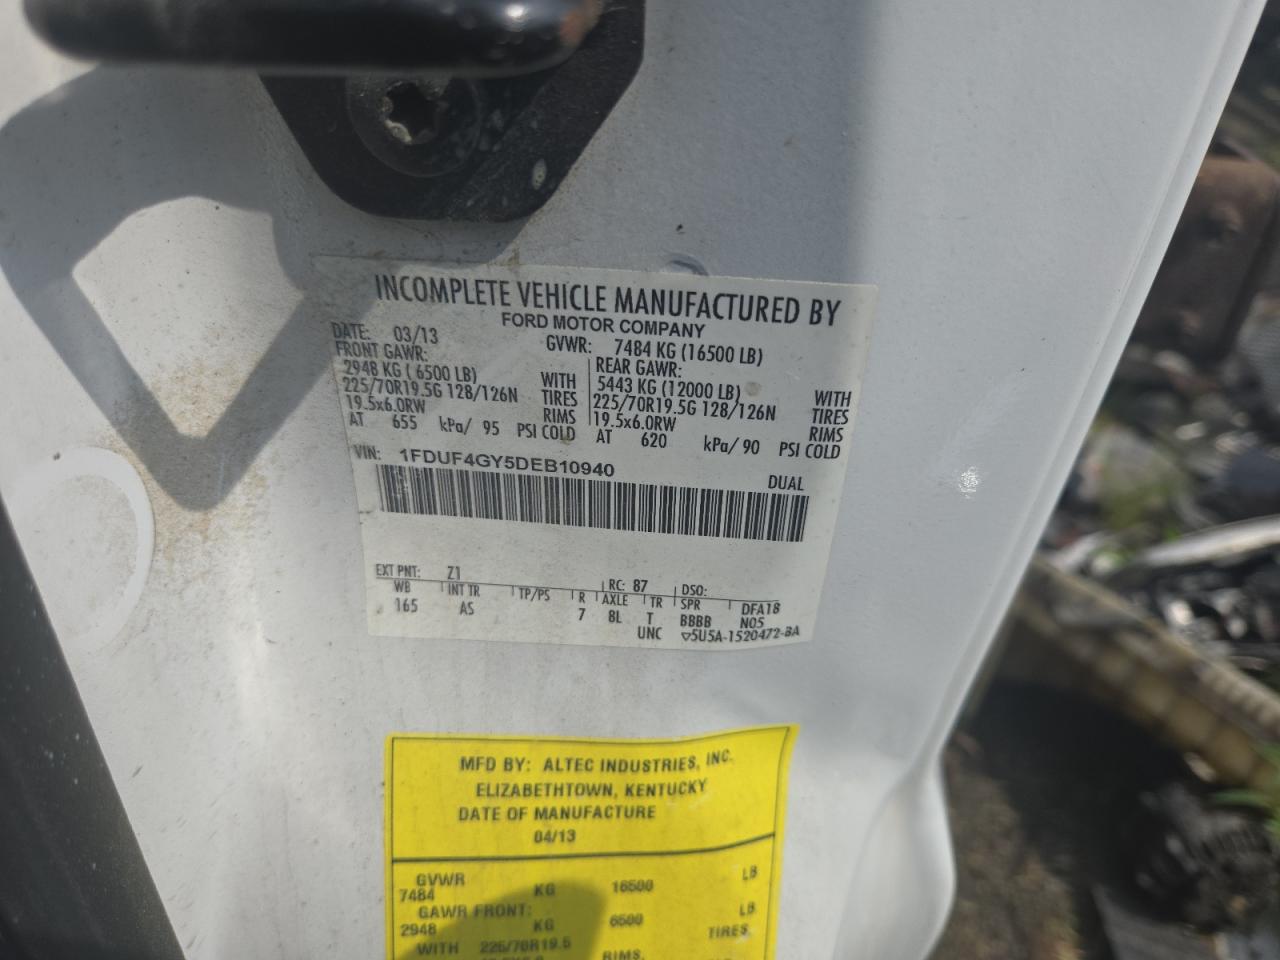 INCOMPLETE VEHICLE MANUFACTURED BY
FORD MOTOR COMPANY
DATE: 03/13 GVWR: 7484 KG (16500 LB)
FRONT GAWR: REAR GAWR:
2948 KG ( 6500 LB) WITH 5443 KG (12000 LB) WITH
225/70R19.5G 128/126N TIRES 225/70R19.5G 128/126N TIRES
19.5x6.0RW RIMS 19.5x6.0RW RIMS
AT 655 kPa/ 95 PSI COLD AT 620 kPa/ 90 PSI COLD
VIN: 1FDUF4GY5DEB10940
DUAL
EXT PNT: Z1 RC: 87 DSO:
WB INT TR TP/PS R AXLE TR SPR DFA18
165 AS 7 8L T BBBB N05
UNC ▽5U5A-1520472-BA
MFD BY: ALTEC INDUSTRIES, INC.
ELIZABETHTOWN, KENTUCKY
DATE OF MANUFACTURE
04/13
GVWR LB
7484 KG 16500
GAWR FRONT: LB
2948 KG 6500
WITH 225/70R19.5 TIRES
RIMS.